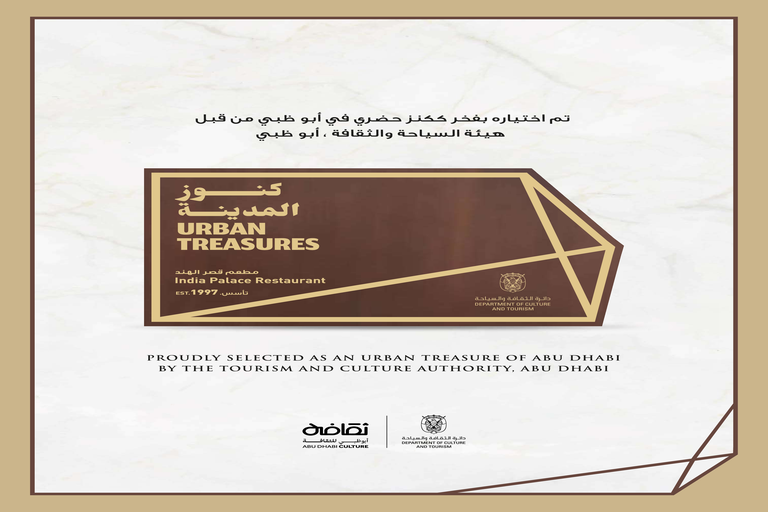 تم اختياره بفخر ككنز حضري في أبو ظبي من قبل
هيئة السياحة والثقافة ، أبو ظبي
كنوز
المدينة
URBAN
TREASURES
مطعم قصر الهند
India Palace Restaurant
EST. 1997 تأسس.
دائرة الثقافة والسياحة
DEPARTMENT OF CULTURE
AND TOURISM
PROUDLY SELECTED AS AN URBAN TREASURE OF ABU DHABI
BY THE TOURISM AND CULTURE AUTHORITY, ABU DHABI
ثقافة
أبوظبي للثقافة
ABU DHABI CULTURE
دائرة الثقافة والسياحة
DEPARTMENT OF CULTURE
AND TOURISM